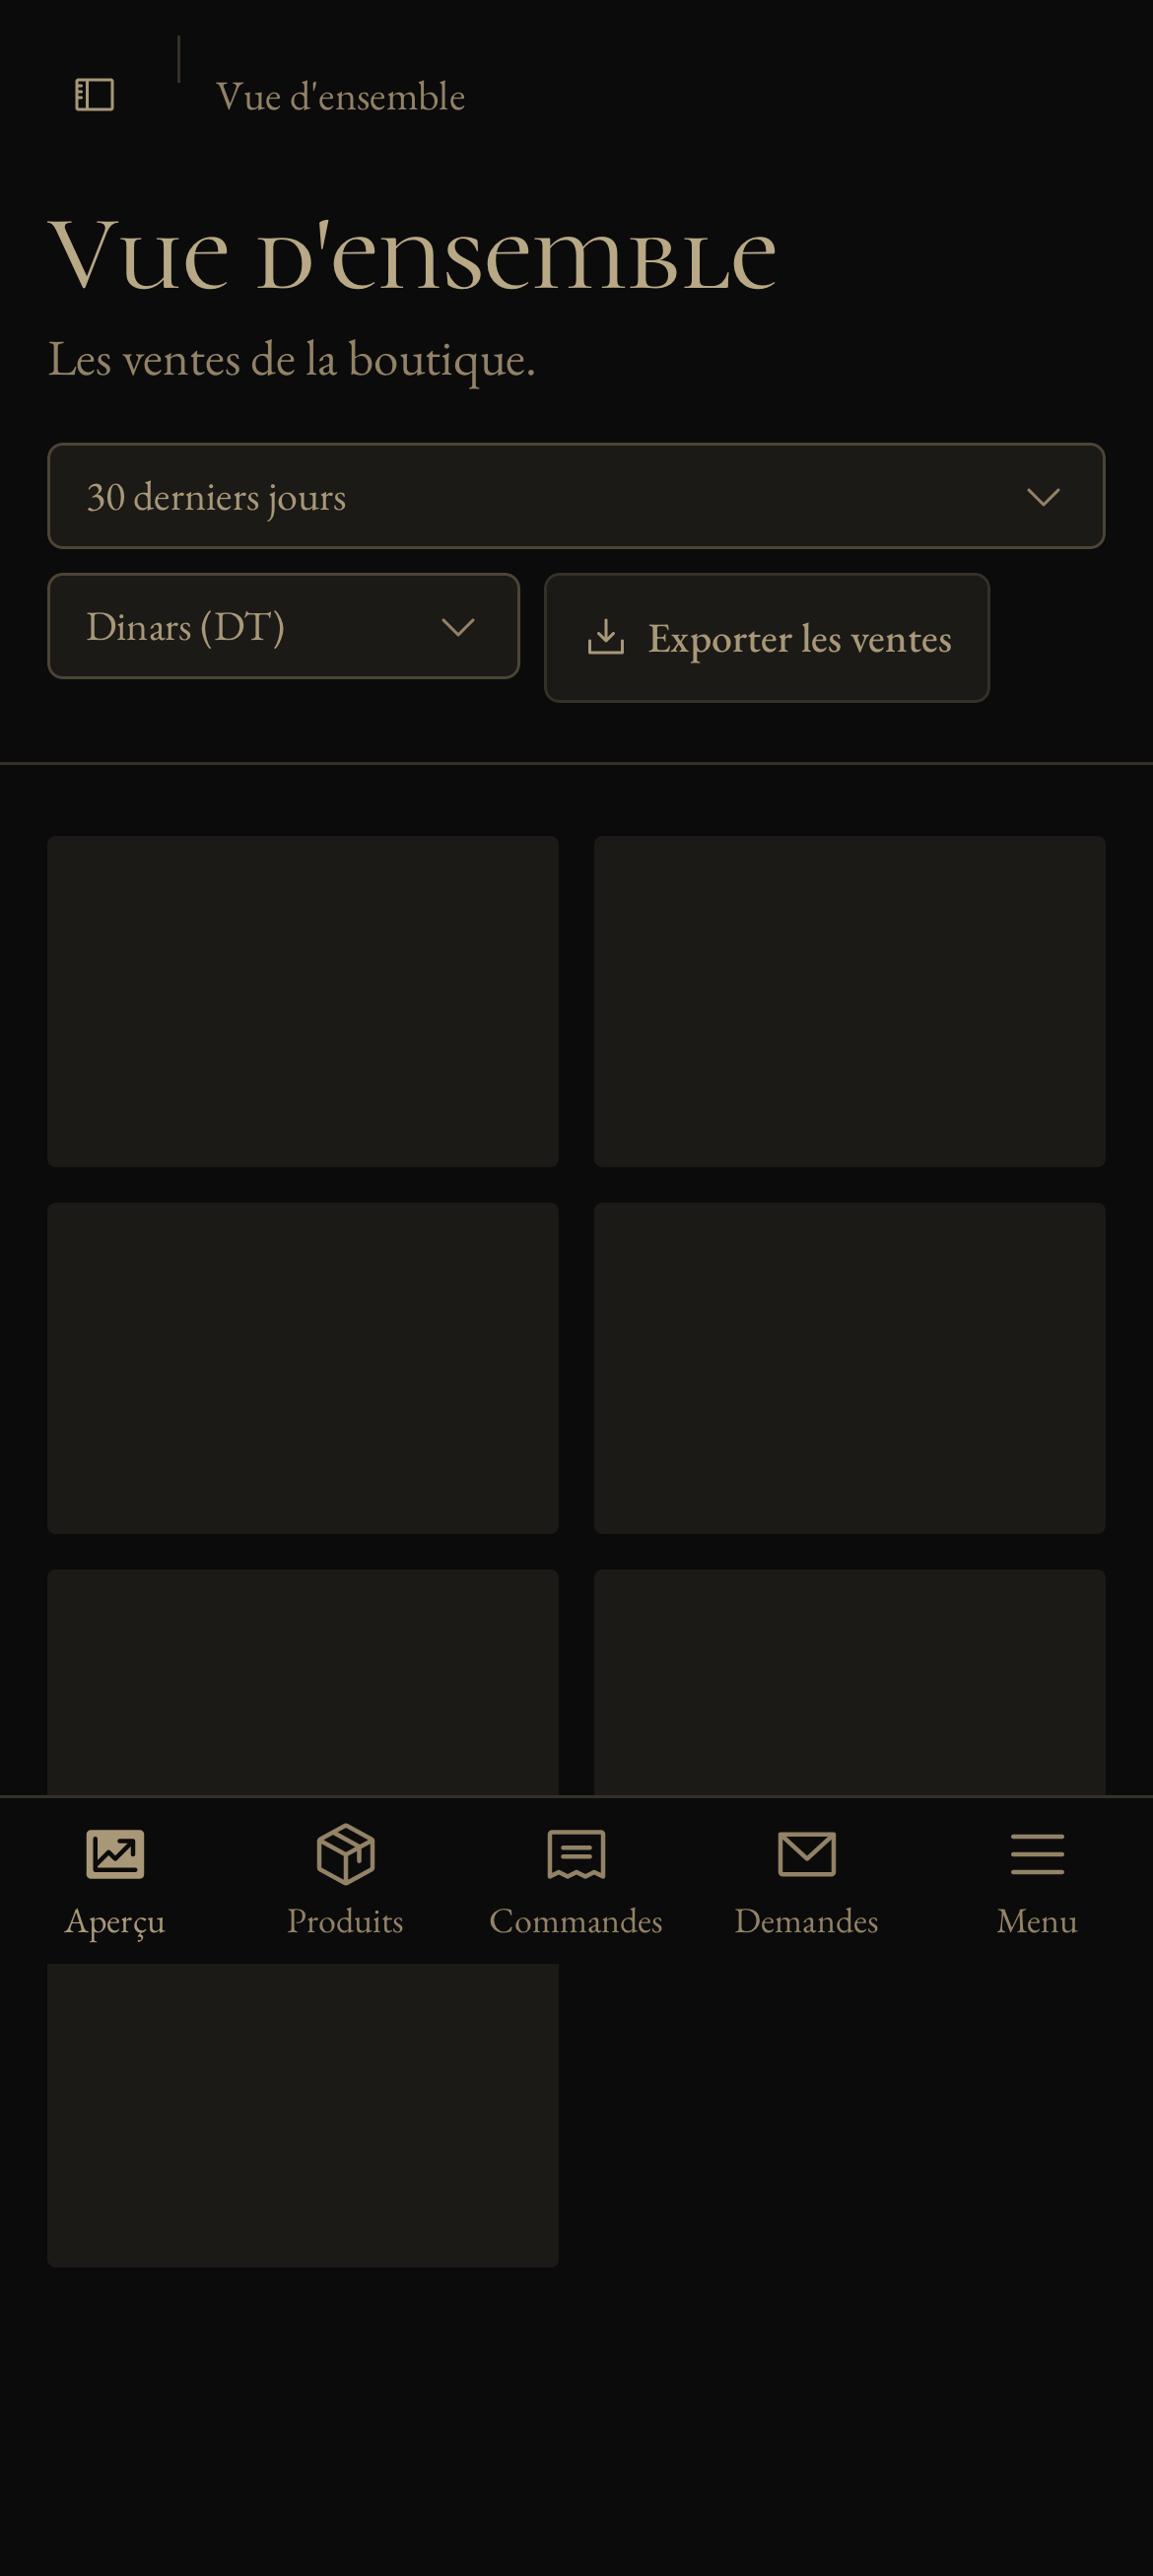 Vue d'ensemble
Vue d'ensemble
Les ventes de la boutique.
30 derniers jours
Dinars (DT)
Exporter les ventes
Aperçu
Produits
Commandes
Demandes
Menu